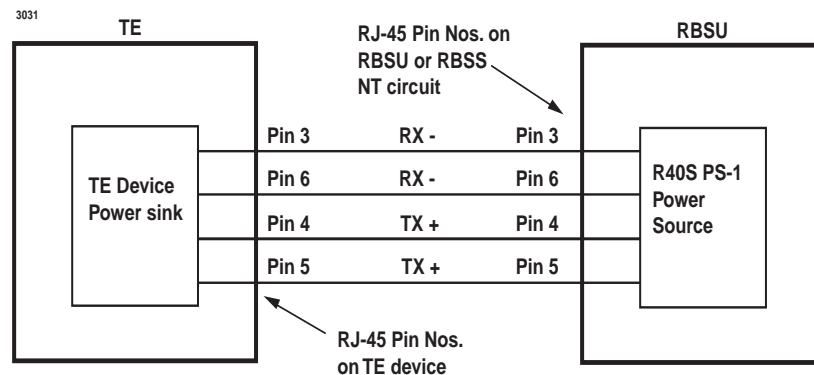 3031
TE
RJ-45 Pin Nos. on
RBSU or RBSS
NT circuit
RBSU
Pin 3 RX - Pin 3
Pin 6 RX - Pin 6
Pin 4 TX + Pin 4
Pin 5 TX + Pin 5
TE Device
Power sink
R40S PS-1
Power
Source
RJ-45 Pin Nos.
on TE device